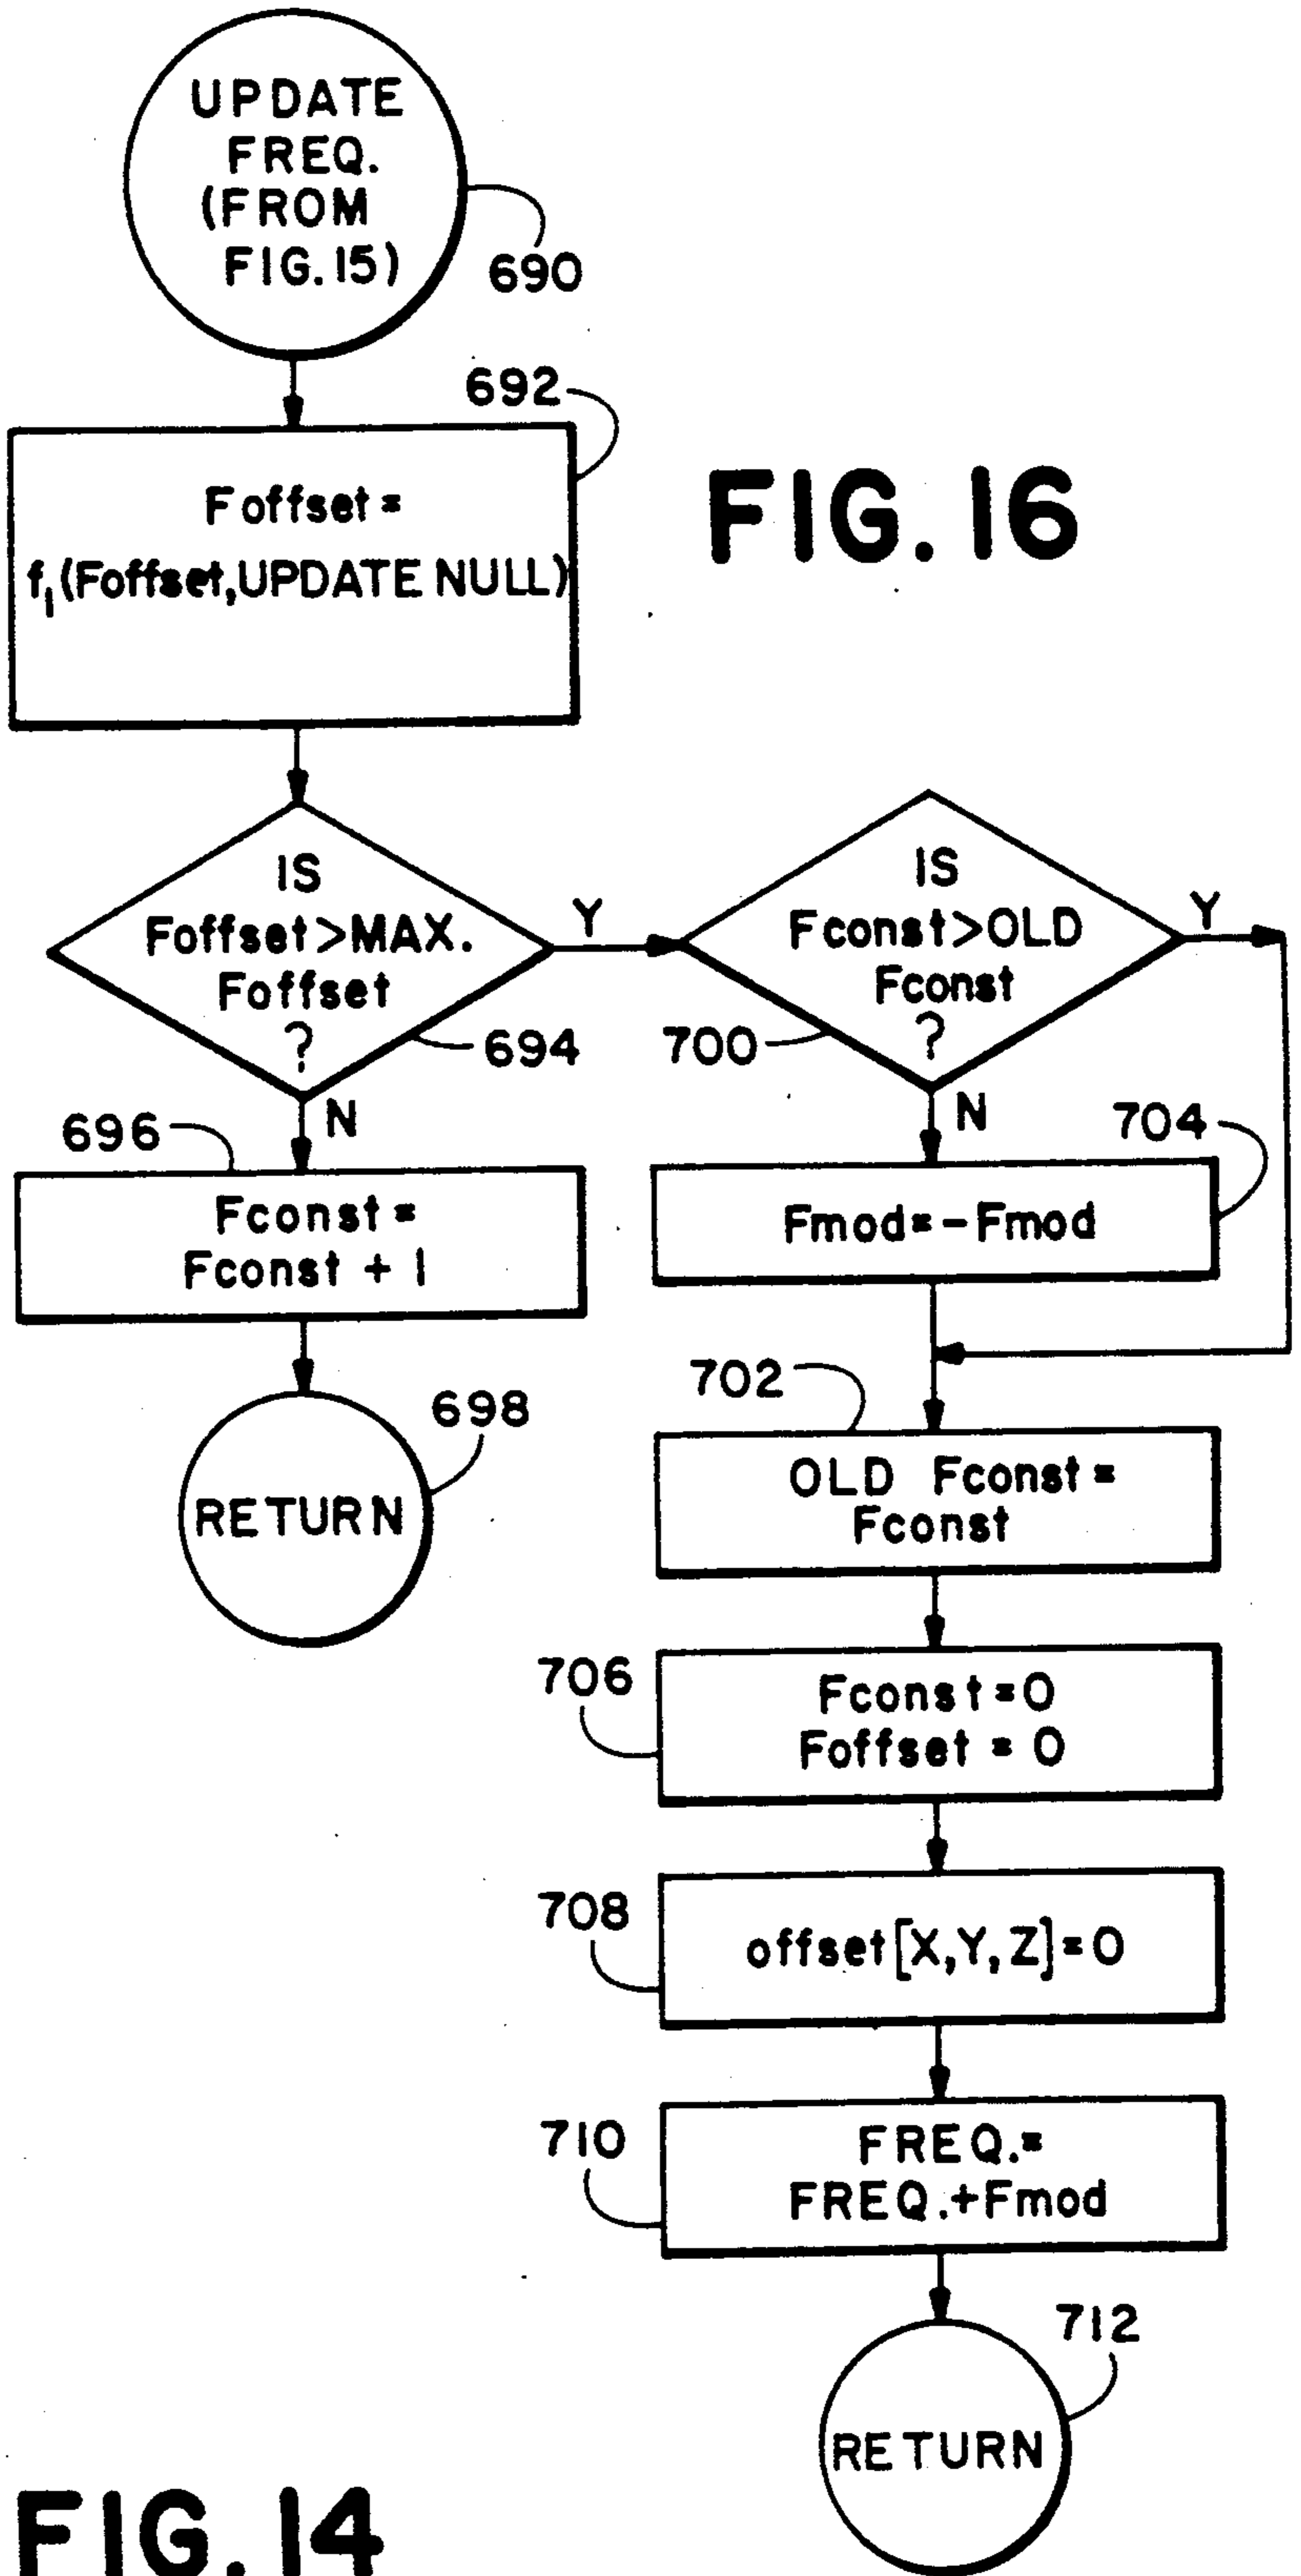 UPDATE
FREQ.
(FROM
FIG. 15)
690
692
Foffset =
f₁(Foffset, UPDATE NULL)
FIG. 16
IS
Foffset > MAX.
Foffset
?
Y
694
N
IS
Fconst > OLD
Fconst
?
Y
700
N
696
Fconst =
Fconst + 1
704
Fmod = - Fmod
698
RETURN
702
OLD Fconst =
Fconst
706
Fconst = 0
Foffset = 0
708
offset [X, Y, Z] = 0
710
FREQ. =
FREQ. + Fmod
712
RETURN
FIG. 14